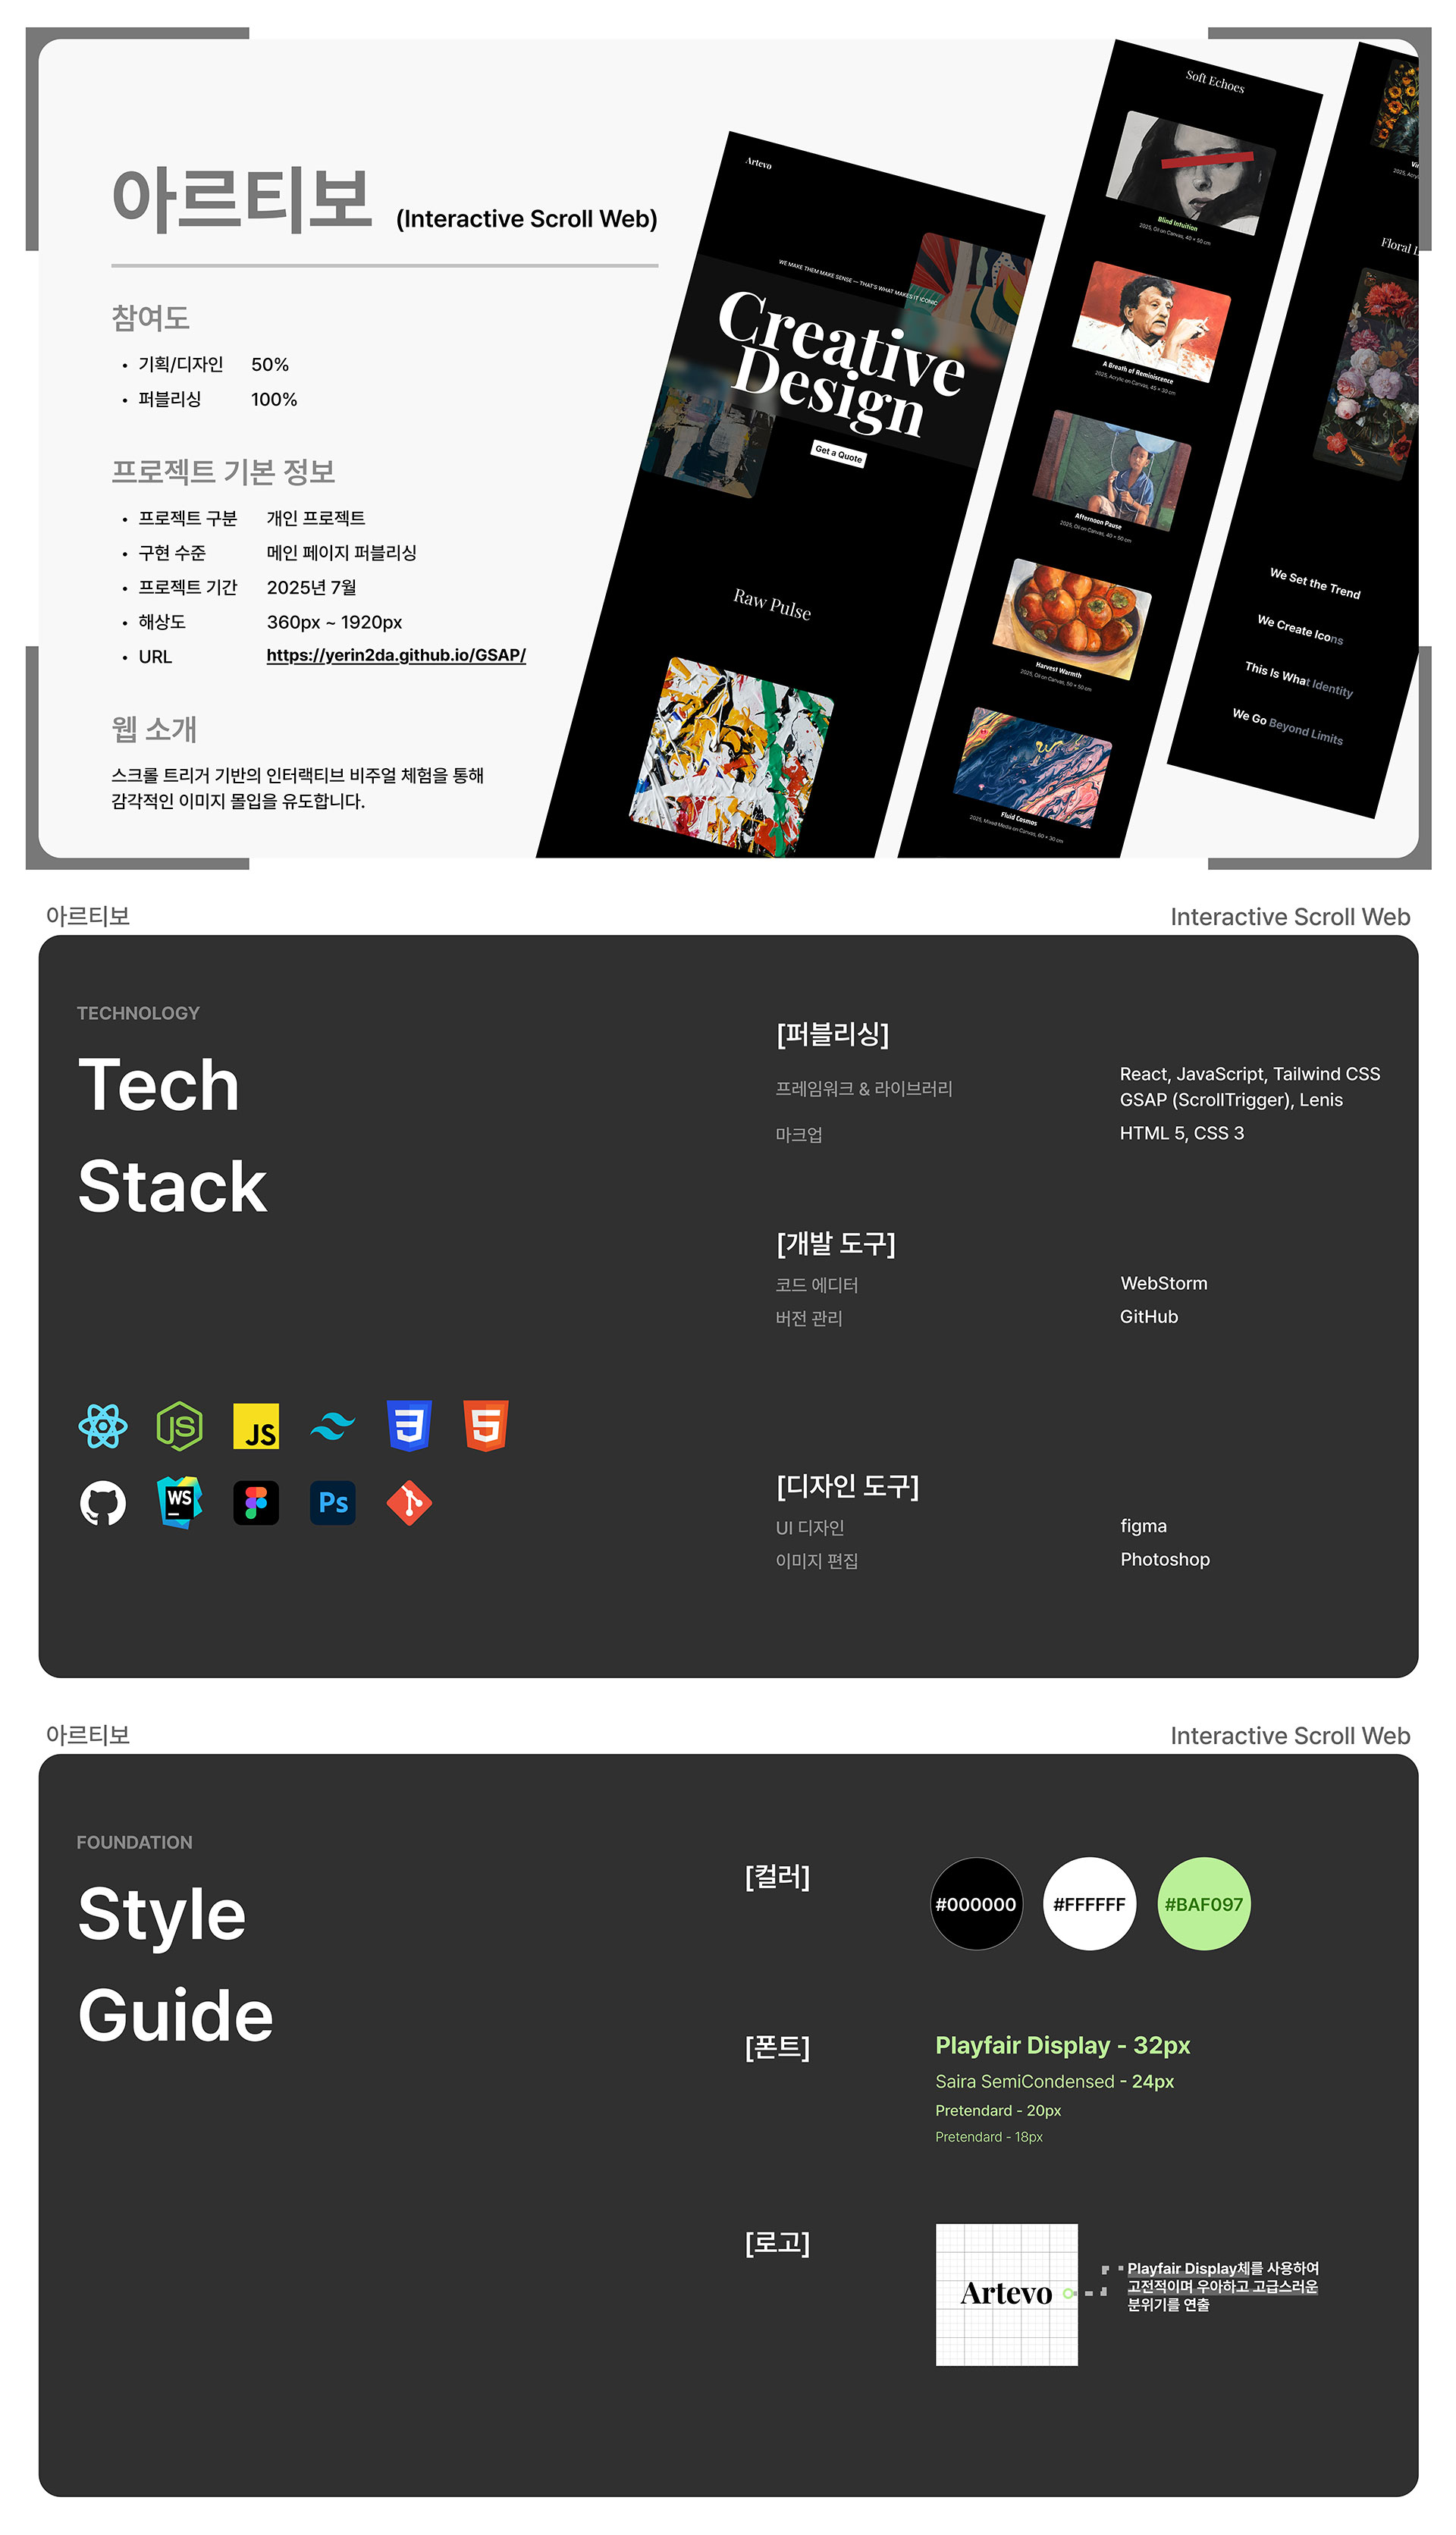 아르티보 (Interactive Scroll Web)
참여도
• 기획/디자인 50%
• 퍼블리싱 100%
프로젝트 기본 정보
• 프로젝트 구분 개인 프로젝트
• 구현 수준 메인 페이지 퍼블리싱
• 프로젝트 기간 2025년 7월
• 해상도 360px ~ 1920px
• URL https://yerin2da.github.io/GSAP/
웹 소개
스크롤 트리거 기반의 인터랙티브 비주얼 체험을 통해
감각적인 이미지 몰입을 유도합니다.
Artevo
WE MAKE THEM MAKE SENSE — THAT'S WHAT MAKES IT ICONIC
Creative
Design
Get a Quote
Raw Pulse
Soft Echoes
Blind Intuition
2025, Oil on Canvas, 40 × 50 cm
A Breath of Reminiscence
2025, Acrylic on Canvas, 45 × 30 cm
Afternoon Pause
2025, Oil on Canvas, 40 × 50 cm
Harvest Warmth
2025, Oil on Canvas, 50 × 50 cm
Fluid Cosmos
2025, Mixed Media on Canvas, 60 × 30 cm
Floral
We Set the Trend
We Create Icons
This Is What Identity
We Go Beyond Limits
아르티보 Interactive Scroll Web
TECHNOLOGY
Tech
Stack
[퍼블리싱]
프레임워크 & 라이브러리 React, JavaScript, Tailwind CSS
GSAP (ScrollTrigger), Lenis
마크업 HTML 5, CSS 3
[개발 도구]
코드 에디터 WebStorm
버전 관리 GitHub
JS
JS
3
5
WS
Ps
[디자인 도구]
UI 디자인 figma
이미지 편집 Photoshop
아르티보 Interactive Scroll Web
FOUNDATION
Style
Guide
[컬러]
#000000 #FFFFFF #BAF097
[폰트]
Playfair Display - 32px
Saira SemiCondensed - 24px
Pretendard - 20px
Pretendard - 18px
[로고]
Artevo
Playfair Display체를 사용하여
고전적이며 우아하고 고급스러운
분위기를 연출